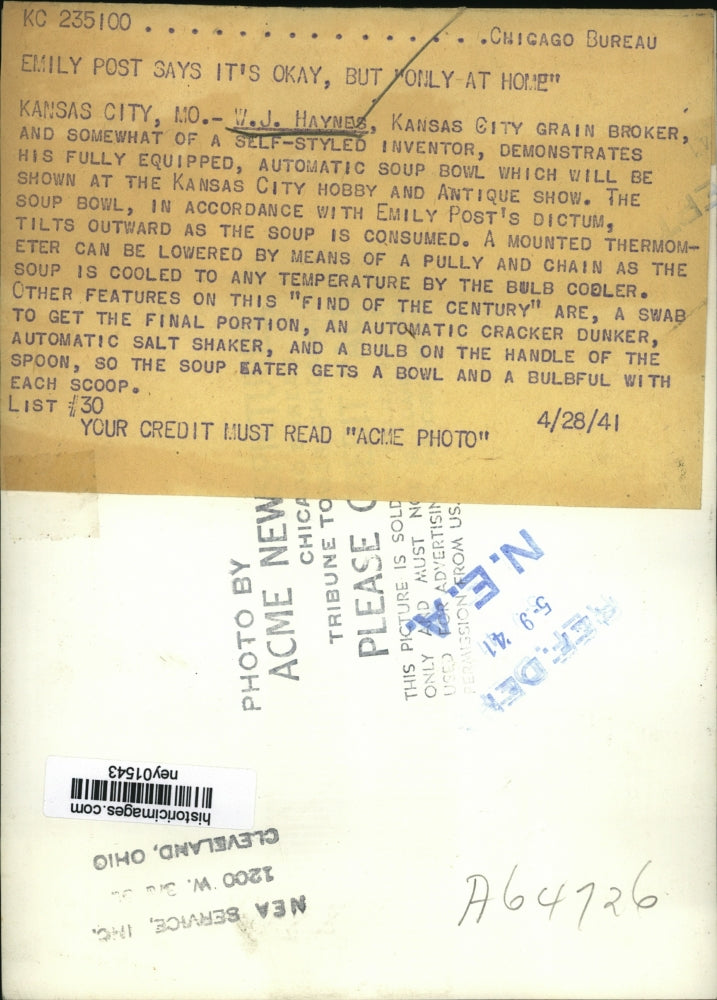 KC 235100 . . . . . . . . . . . . . . . . .CHICAGO BUREAU
EMILY POST SAYS IT'S OKAY, BUT "ONLY AT HOME"
KANSAS CITY, MO.- W.J. HAYNES, KANSAS CITY GRAIN BROKER,
AND SOMEWHAT OF A SELF-STYLED INVENTOR, DEMONSTRATES
HIS FULLY EQUIPPED, AUTOMATIC SOUP BOWL WHICH WILL BE
SHOWN AT THE KANSAS CITY HOBBY AND ANTIQUE SHOW. THE
SOUP BOWL, IN ACCORDANCE WITH EMILY POST'S DICTUM,
TILTS OUTWARD AS THE SOUP IS CONSUMED. A MOUNTED THERMOM-
ETER CAN BE LOWERED BY MEANS OF A PULLY AND CHAIN AS THE
SOUP IS COOLED TO ANY TEMPERATURE BY THE BULB COOLER.
OTHER FEATURES ON THIS "FIND OF THE CENTURY" ARE, A SWAB
TO GET THE FINAL PORTION, AN AUTOMATIC CRACKER DUNKER,
AUTOMATIC SALT SHAKER, AND A BULB ON THE HANDLE OF THE
SPOON, SO THE SOUP EATER GETS A BOWL AND A BULBFUL WITH
EACH SCOOP.
LIST #30
YOUR CREDIT MUST READ "ACME PHOTO" 4/28/41
PHOTO BY
ACME NEW
CHICA
TRIBUNE TO
PLEASE C
THIS PICTURE IS SOLD
ONLY AND MUST NO
USED FOR ADVERTISIN
PERMISSION FROM US.
N.E.A.
5-9 '41
REF. DE
historicimages.com
ney01543
NEA SERVICE, INC.
1200 W. 3rd
CLEVELAND, OHIO
A64726